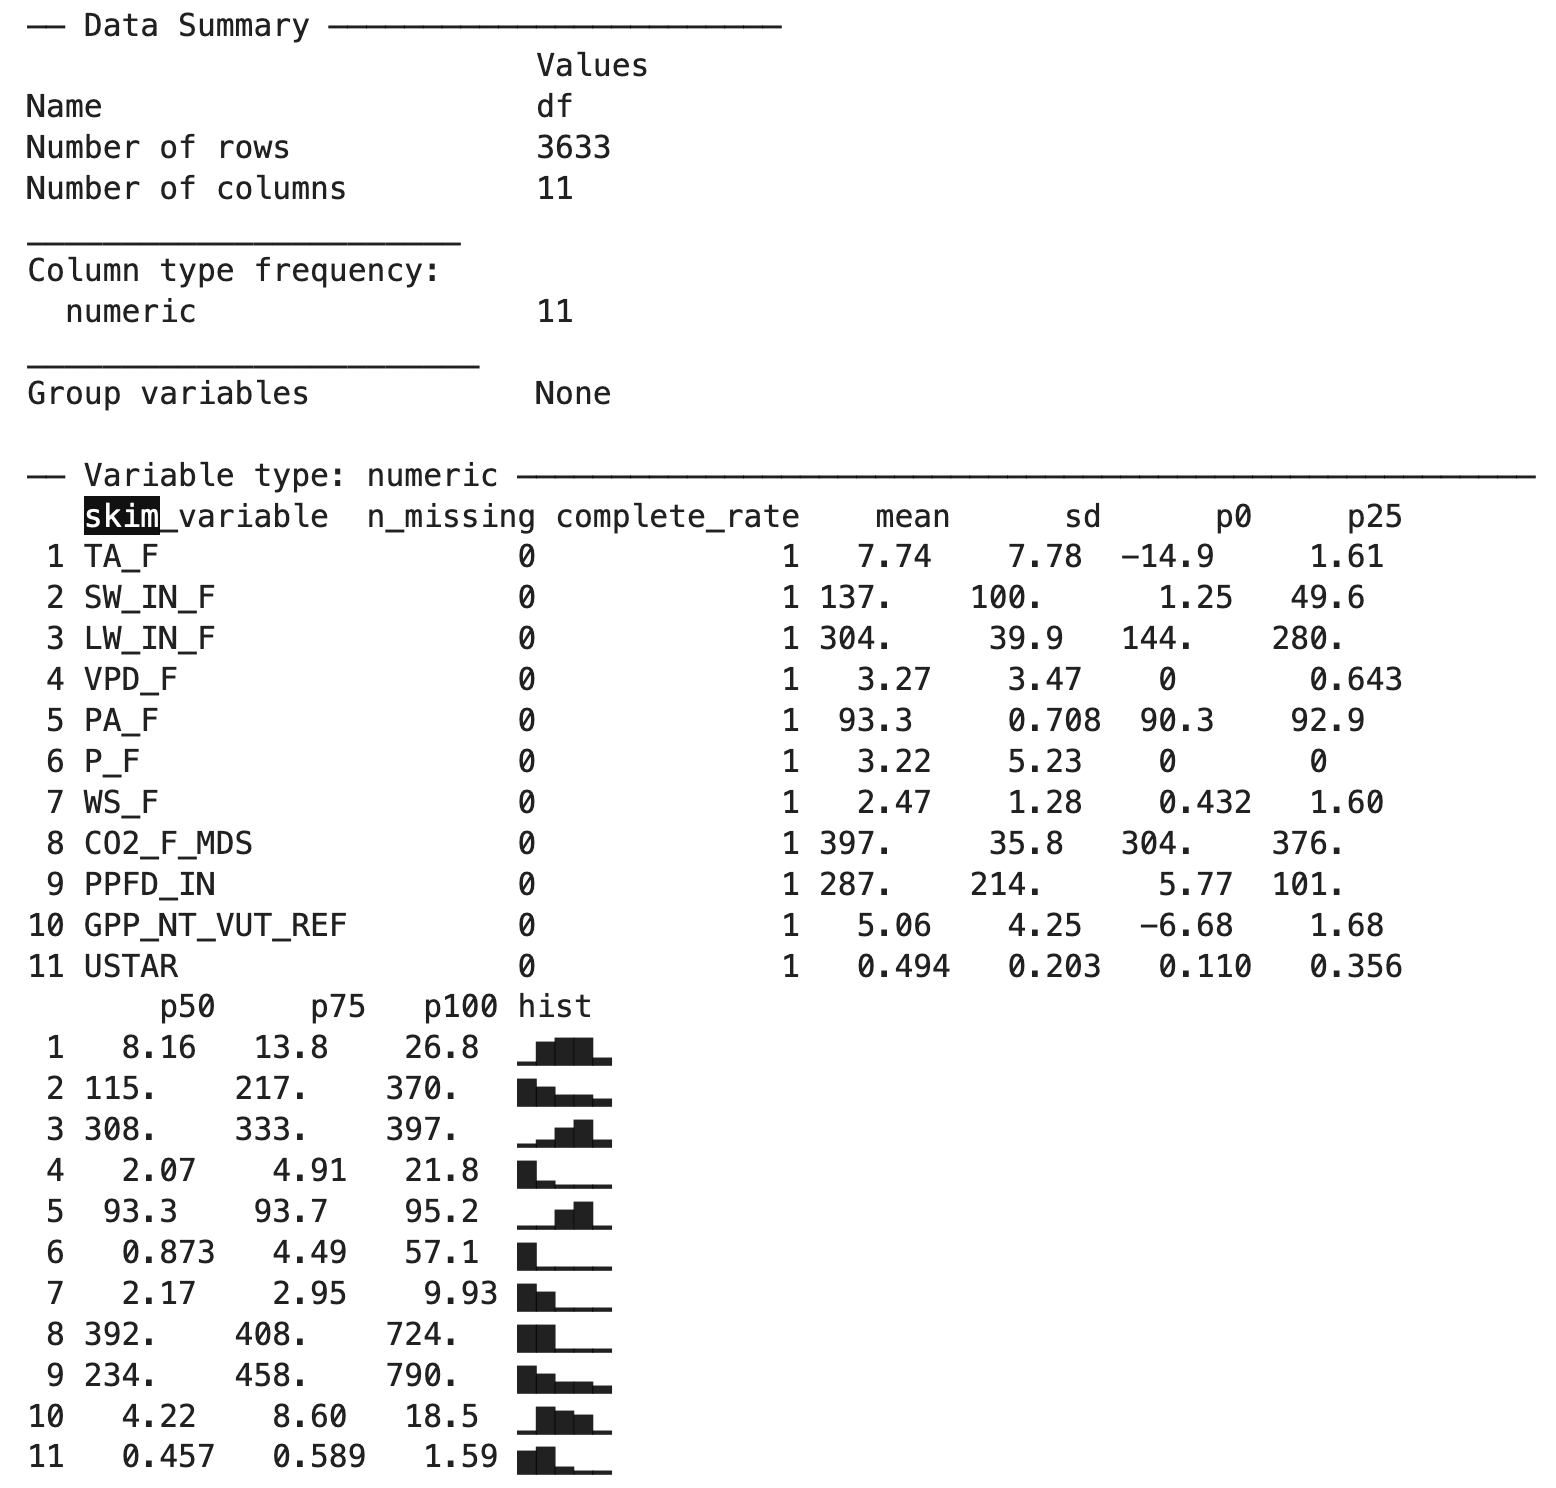 ── Data Summary ────────────────────────
                           Values
Name                       df
Number of rows             3633
Number of columns          11
_______________________
Column type frequency:
  numeric                  11
________________________
Group variables            None

── Variable type: numeric ──────────────────────────────────────────────────────
   skim_variable  n_missing complete_rate    mean      sd      p0     p25
 1 TA_F                   0             1   7.74    7.78  −14.9     1.61
 2 SW_IN_F                0             1 137.    100.      1.25   49.6
 3 LW_IN_F                0             1 304.     39.9   144.    280.
 4 VPD_F                  0             1   3.27    3.47    0       0.643
 5 PA_F                   0             1  93.3     0.708  90.3    92.9
 6 P_F                    0             1   3.22    5.23    0       0
 7 WS_F                   0             1   2.47    1.28    0.432   1.60
 8 CO2_F_MDS              0             1 397.     35.8   304.    376.
 9 PPFD_IN                0             1 287.    214.      5.77  101.
10 GPP_NT_VUT_REF         0             1   5.06    4.25   −6.68    1.68
11 USTAR                  0             1   0.494   0.203   0.110   0.356
       p50     p75   p100 hist
 1   8.16   13.8    26.8  ▁▇▇▇▂
 2 115.    217.    370.   ▇▆▃▃▂
 3 308.    333.    397.   ▁▂▅▇▂
 4   2.07    4.91   21.8  ▇▂▁▁▁
 5  93.3    93.7    95.2  ▁▁▅▇▁
 6   0.873   4.49   57.1  ▇▁▁▁▁
 7   2.17    2.95    9.93 ▇▅▁▁▁
 8 392.    408.    724.   ▇▇▁▁▁
 9 234.    458.    790.   ▇▅▃▃▂
10   4.22    8.60   18.5  ▁▇▆▅▁
11   0.457   0.589   1.59 ▆▇▂▁▁